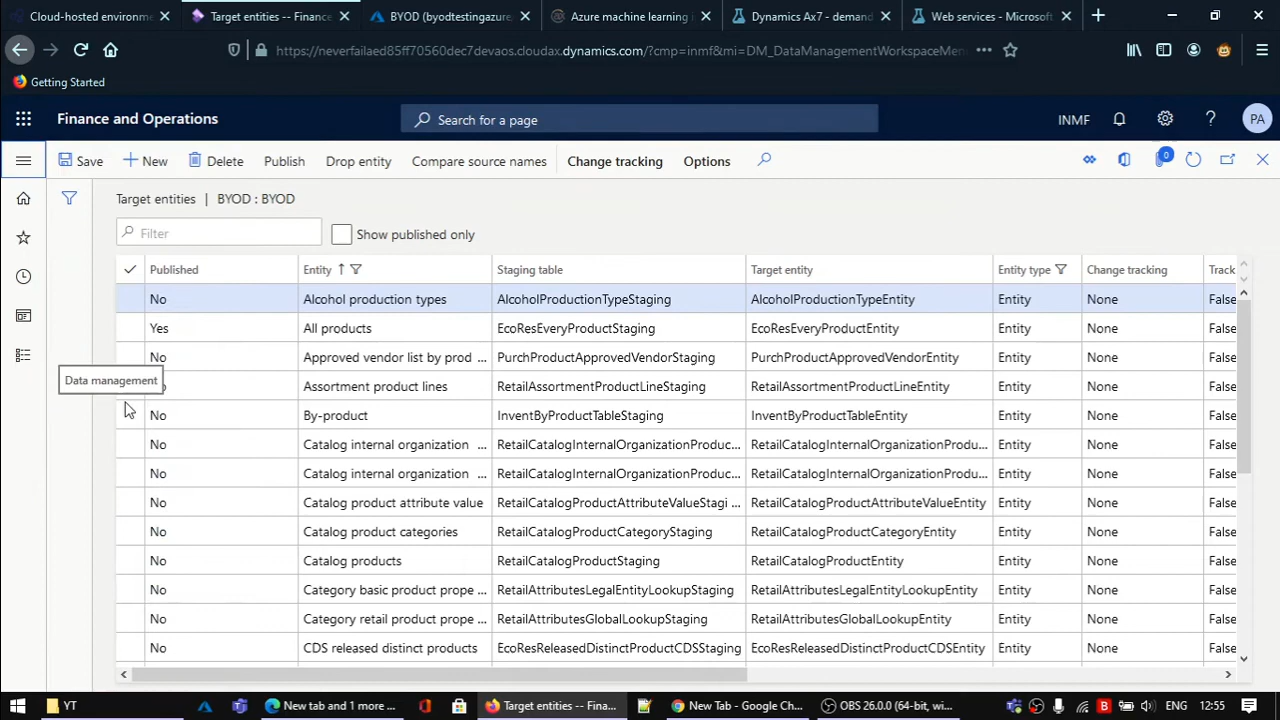 Cloud-hosted environme
Target entities -- Finance
BYOD (byodtestingazure,
Azure machine learning i
Dynamics Ax7 - demand
Web services - Microsoft
https://neverfailaed85ff70560dec7devaos.cloudax.dynamics.com/?cmp=inmf&mi=DM_DataManagementWorkspaceMen
Getting Started
Finance and Operations
Search for a page
INMF
PA
Save
New
Delete
Publish
Drop entity
Compare source names
Change tracking
Options
0
Target entities | BYOD : BYOD
Filter
Show published only
Published Entity Staging table Target entity Entity type Change tracking Track
No Alcohol production types AlcoholProductionTypeStaging AlcoholProductionTypeEntity Entity None False
Yes All products EcoResEveryProductStaging EcoResEveryProductEntity Entity None False
No Approved vendor list by prod ... PurchProductApprovedVendorStaging PurchProductApprovedVendorEntity Entity None False
Data management
Assortment product lines RetailAssortmentProductLineStaging RetailAssortmentProductLineEntity Entity None False
No By-product InventByProductTableStaging InventByProductTableEntity Entity None False
No Catalog internal organization ... RetailCatalogInternalOrganizationProduc... RetailCatalogInternalOrganizationProdu... Entity None False
No Catalog internal organization ... RetailCatalogInternalOrganizationProduc... RetailCatalogInternalOrganizationProdu... Entity None False
No Catalog product attribute value RetailCatalogProductAttributeValueStagi ... RetailCatalogProductAttributeValueEntity Entity None False
No Catalog product categories RetailCatalogProductCategoryStaging RetailCatalogProductCategoryEntity Entity None False
No Catalog products RetailCatalogProductStaging RetailCatalogProductEntity Entity None False
No Category basic product prope ... RetailAttributesLegalEntityLookupStaging RetailAttributesLegalEntityLookupEntity Entity None False
No Category retail product prope ... RetailAttributesGlobalLookupStaging RetailAttributesGlobalLookupEntity Entity None False
No CDS released distinct products EcoResReleasedDistinctProductCDSStaging EcoResReleasedDistinctProductCDSEntity Entity None False
YT
New tab and 1 more ...
Target entities -- Fina...
New Tab - Google Ch...
OBS 26.0.0 (64-bit, wi...
ENG
12:55